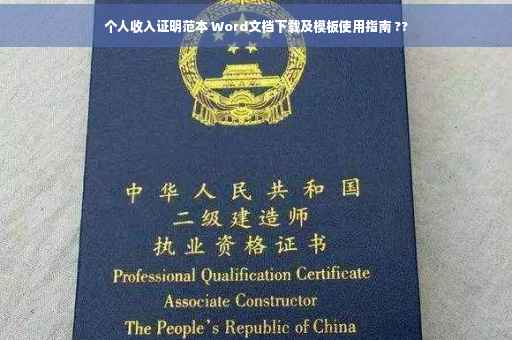 个人收入证明范本 Word文档下载及模板使用指南 ??
中华人民共和国
二级建造师
执业资格证书
Professional Qualification Certificate
Associate Constructor
The People's Republic of China